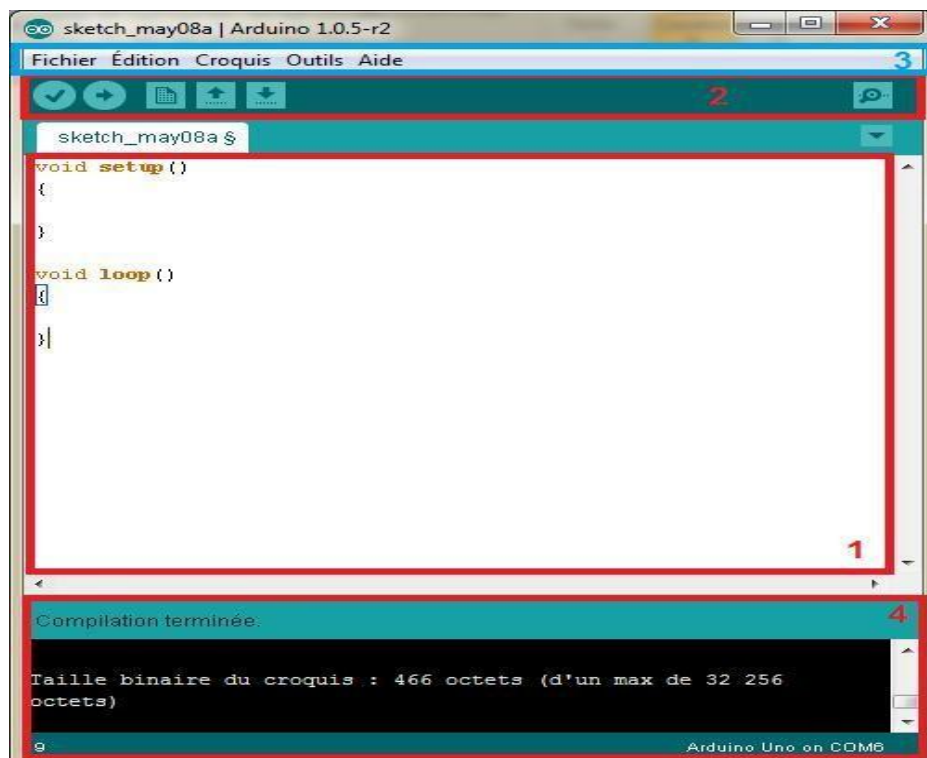 sketch_may08a | Arduino 1.0.5-r2
Fichier Édition Croquis Outils Aide
3
2
sketch_may08a §
void setup()
{
}
void loop()
{
}
1
Compilation terminée.
4
Taille binaire du croquis : 466 octets (d'un max de 32 256
octets)
9
Arduino Uno on COM6